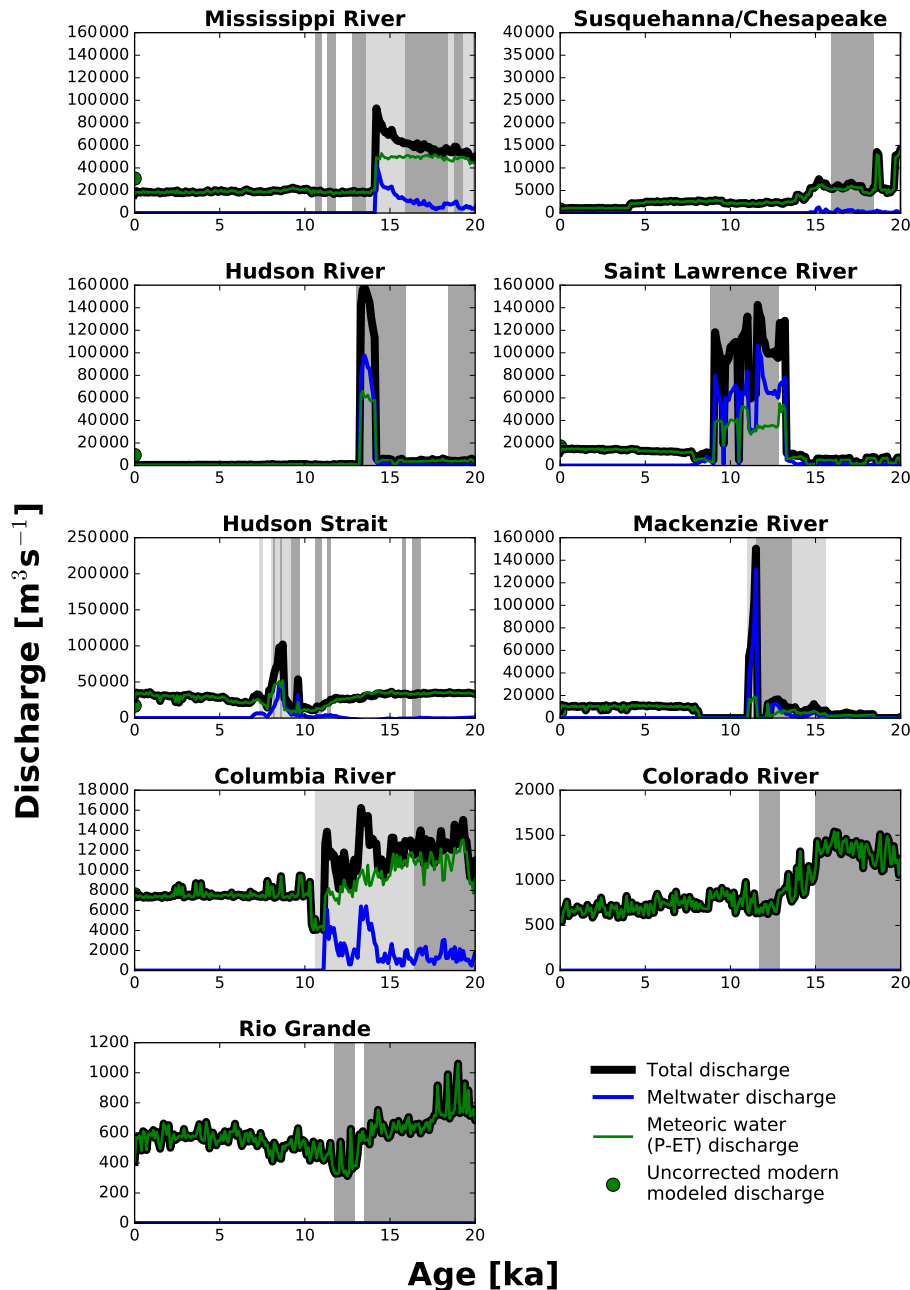 Mississippi River
160000
140000
120000
100000
80000
60000
40000
20000
0
0 5 10 15 20
Susquehanna/Chesapeake
40000
35000
30000
25000
20000
15000
10000
5000
0
0 5 10 15 20
Hudson River
160000
140000
120000
100000
80000
60000
40000
20000
0
0 5 10 15 20
Saint Lawrence River
160000
140000
120000
100000
80000
60000
40000
20000
0
0 5 10 15 20
Discharge [m³s⁻¹]
Hudson Strait
250000
200000
150000
100000
50000
0
0 5 10 15 20
Mackenzie River
160000
140000
120000
100000
80000
60000
40000
20000
0
0 5 10 15 20
Columbia River
18000
16000
14000
12000
10000
8000
6000
4000
2000
0
0 5 10 15 20
Colorado River
2000
1500
1000
500
0
0 5 10 15 20
Rio Grande
1200
1000
800
600
400
200
0
0 5 10 15 20
Total discharge
Meltwater discharge
Meteoric water
(P-ET) discharge
Uncorrected modern
modeled discharge
Age [ka]